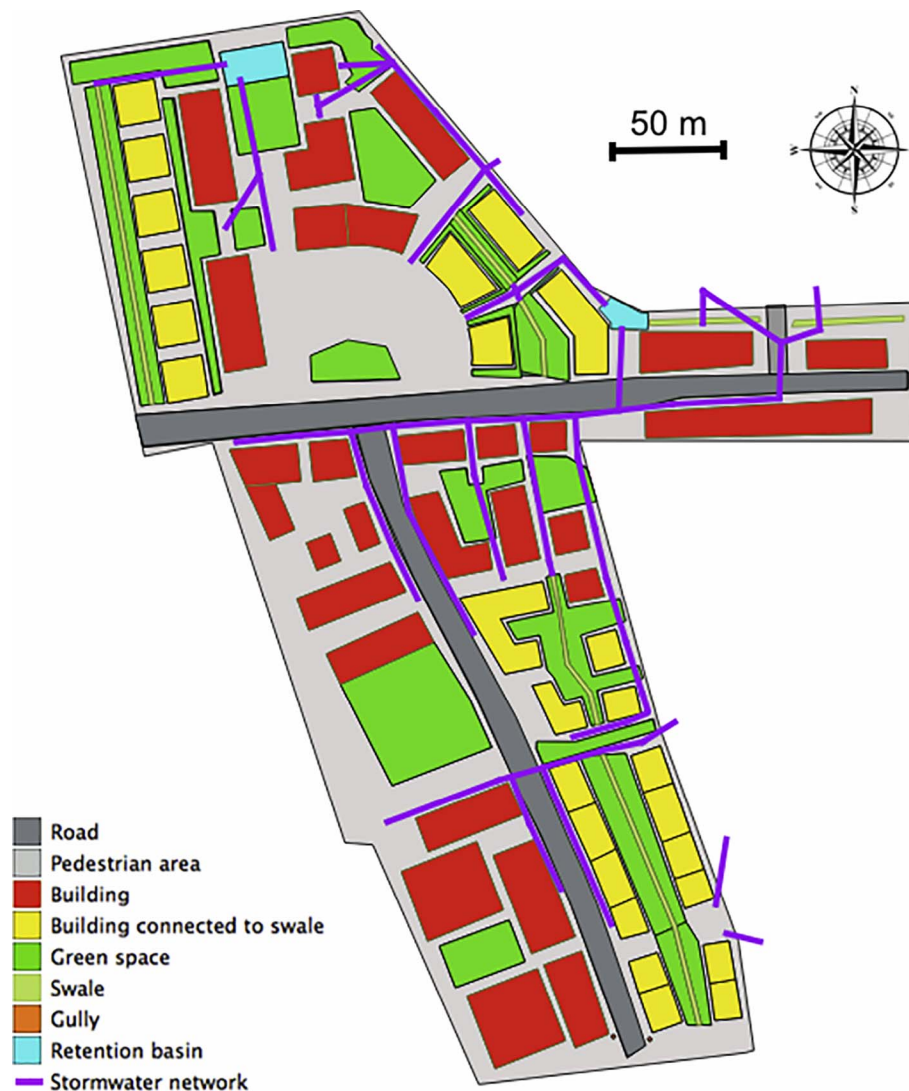 50 m
N
W
E
S
Road
Pedestrian area
Building
Building connected to swale
Green space
Swale
Gully
Retention basin
Stormwater network